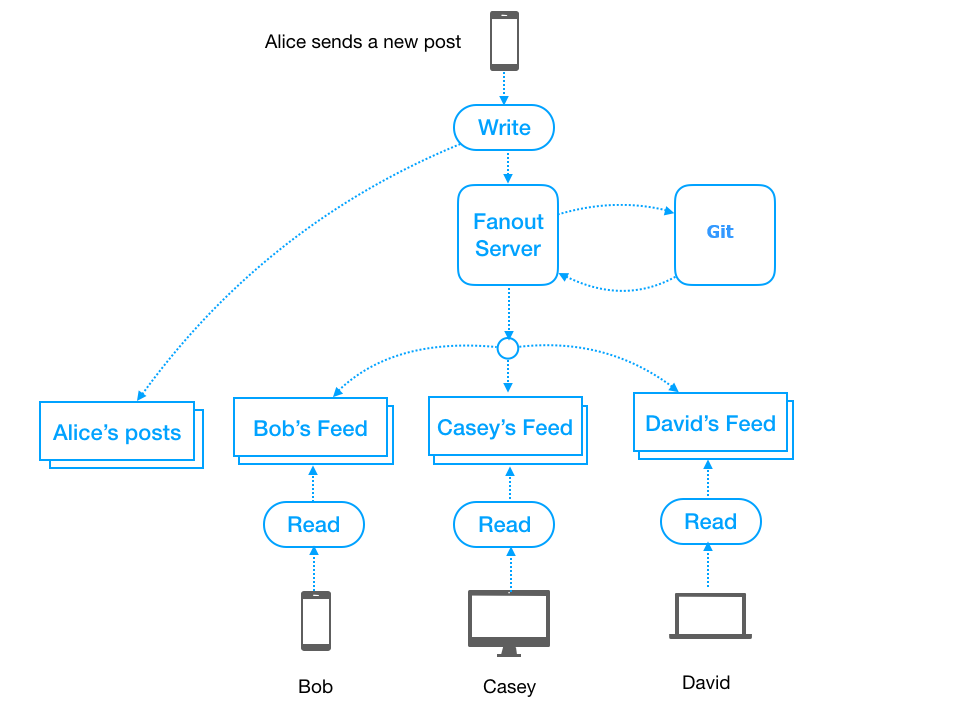 Alice sends a new post
Write
Fanout
Server
Git
Alice’s posts
Bob’s Feed
Casey’s Feed
David’s Feed
Read
Read
Read
Bob
Casey
David